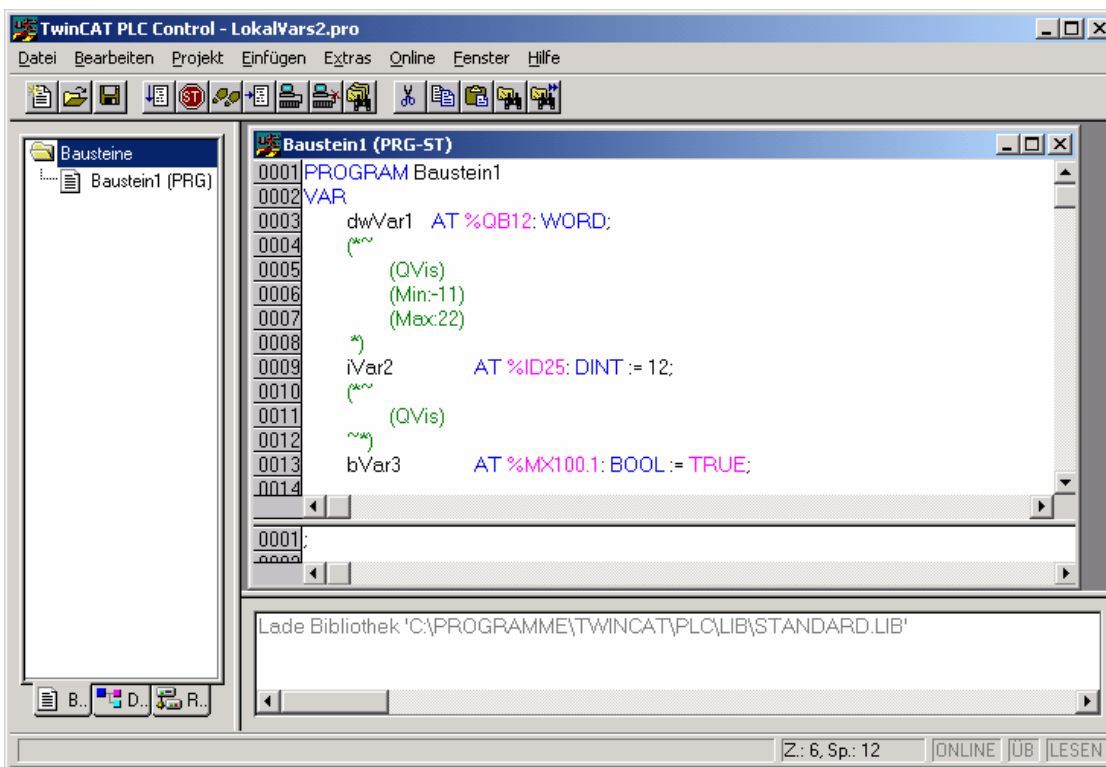 TwinCAT PLC Control - LokalVars2.pro
Datei Bearbeiten Projekt Einfügen Extras Online Fenster Hilfe
ST
Bausteine
Baustein1 (PRG)
Baustein1 (PRG-ST)
0001 PROGRAM Baustein1
0002 VAR
0003 dwVar1 AT %QB12: WORD;
0004 (*~
0005 (QVis)
0006 (Min:-11)
0007 (Max:22)
0008 *)
0009 iVar2 AT %ID25: DINT := 12;
0010 (*~
0011 (QVis)
0012 ~*)
0013 bVar3 AT %MX100.1: BOOL := TRUE;
0014
0001 ;
Lade Bibliothek 'C:\PROGRAMME\TWINCAT\PLC\LIB\STANDARD.LIB'
B.. D.. R..
Z.: 6, Sp.: 12 ONLINE ÜB LESEN